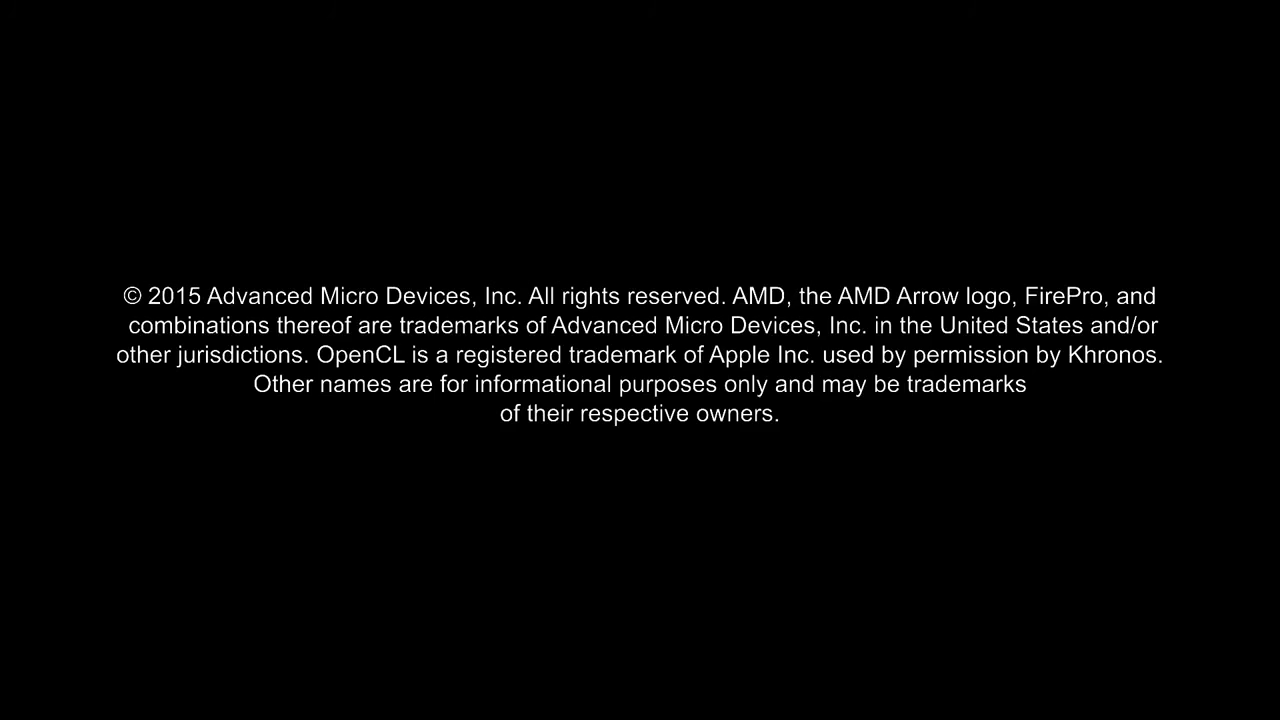 © 2015 Advanced Micro Devices, Inc. All rights reserved. AMD, the AMD Arrow logo, FirePro, and
combinations thereof are trademarks of Advanced Micro Devices, Inc. in the United States and/or
other jurisdictions. OpenCL is a registered trademark of Apple Inc. used by permission by Khronos.
Other names are for informational purposes only and may be trademarks
of their respective owners.